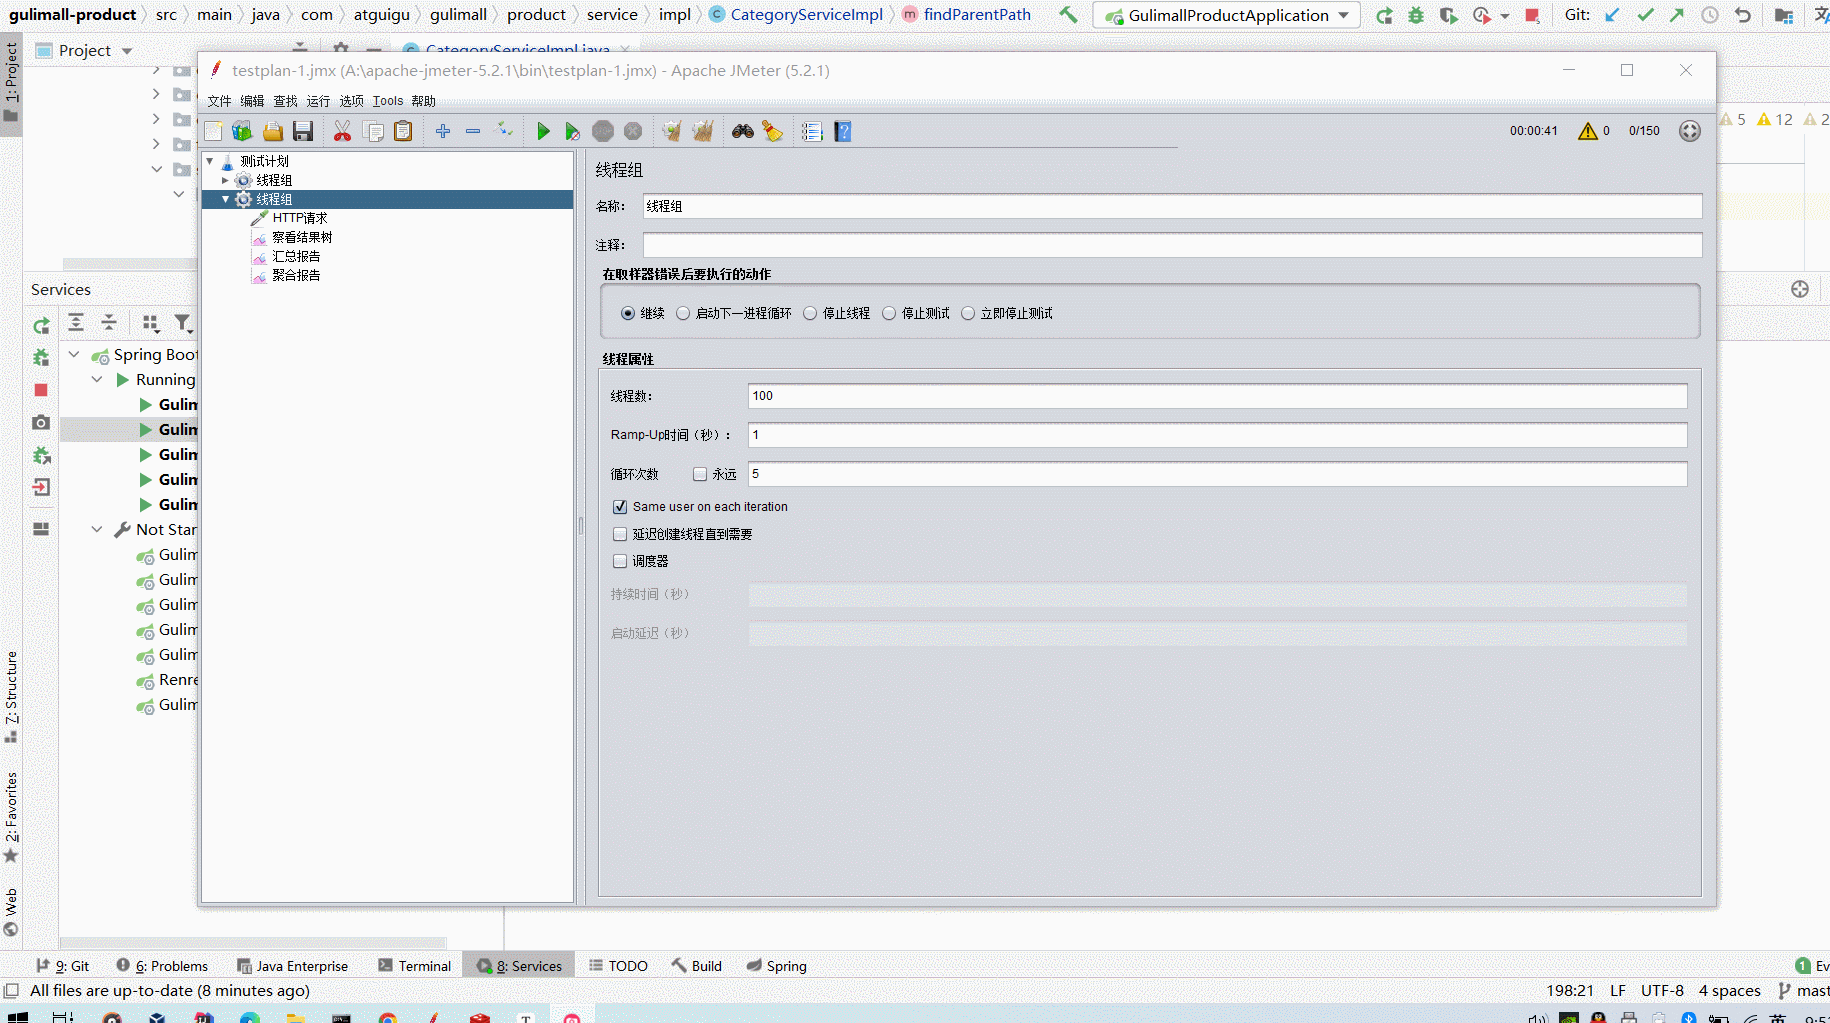 gulimall-product src main java com atguigu gulimall product service impl CategoryServiceImpl findParentPath GulimallProductApplication Git:
Project CategoryServiceImpl.java
testplan-1.jmx (A:\apache-jmeter-5.2.1\bin\testplan-1.jmx) - Apache JMeter (5.2.1)
文件 编辑 查找 运行 选项 Tools 帮助
00:00:41 0 0/150
5 12 2
测试计划
线程组
线程组
HTTP请求
察看结果树
汇总报告
聚合报告
线程组
名称: 线程组
注释:
在取样器错误后要执行的动作
继续 启动下一进程循环 停止线程 停止测试 立即停止测试
线程属性
线程数: 100
Ramp-Up时间（秒）: 1
循环次数 永远 5
Same user on each iteration
延迟创建线程直到需要
调度器
持续时间（秒）
启动延迟（秒）
1: Project
Services
Spring Boot
Running
Gulim
Gulim
Gulim
Gulim
Gulim
Not Star
Gulim
Gulim
Gulim
Gulim
Gulim
Renre
Gulim
7: Structure
2: Favorites
Web
9: Git 6: Problems Java Enterprise Terminal 8: Services TODO Build Spring 1 Ev
All files are up-to-date (8 minutes ago) 198:21 LF UTF-8 4 spaces mast
英